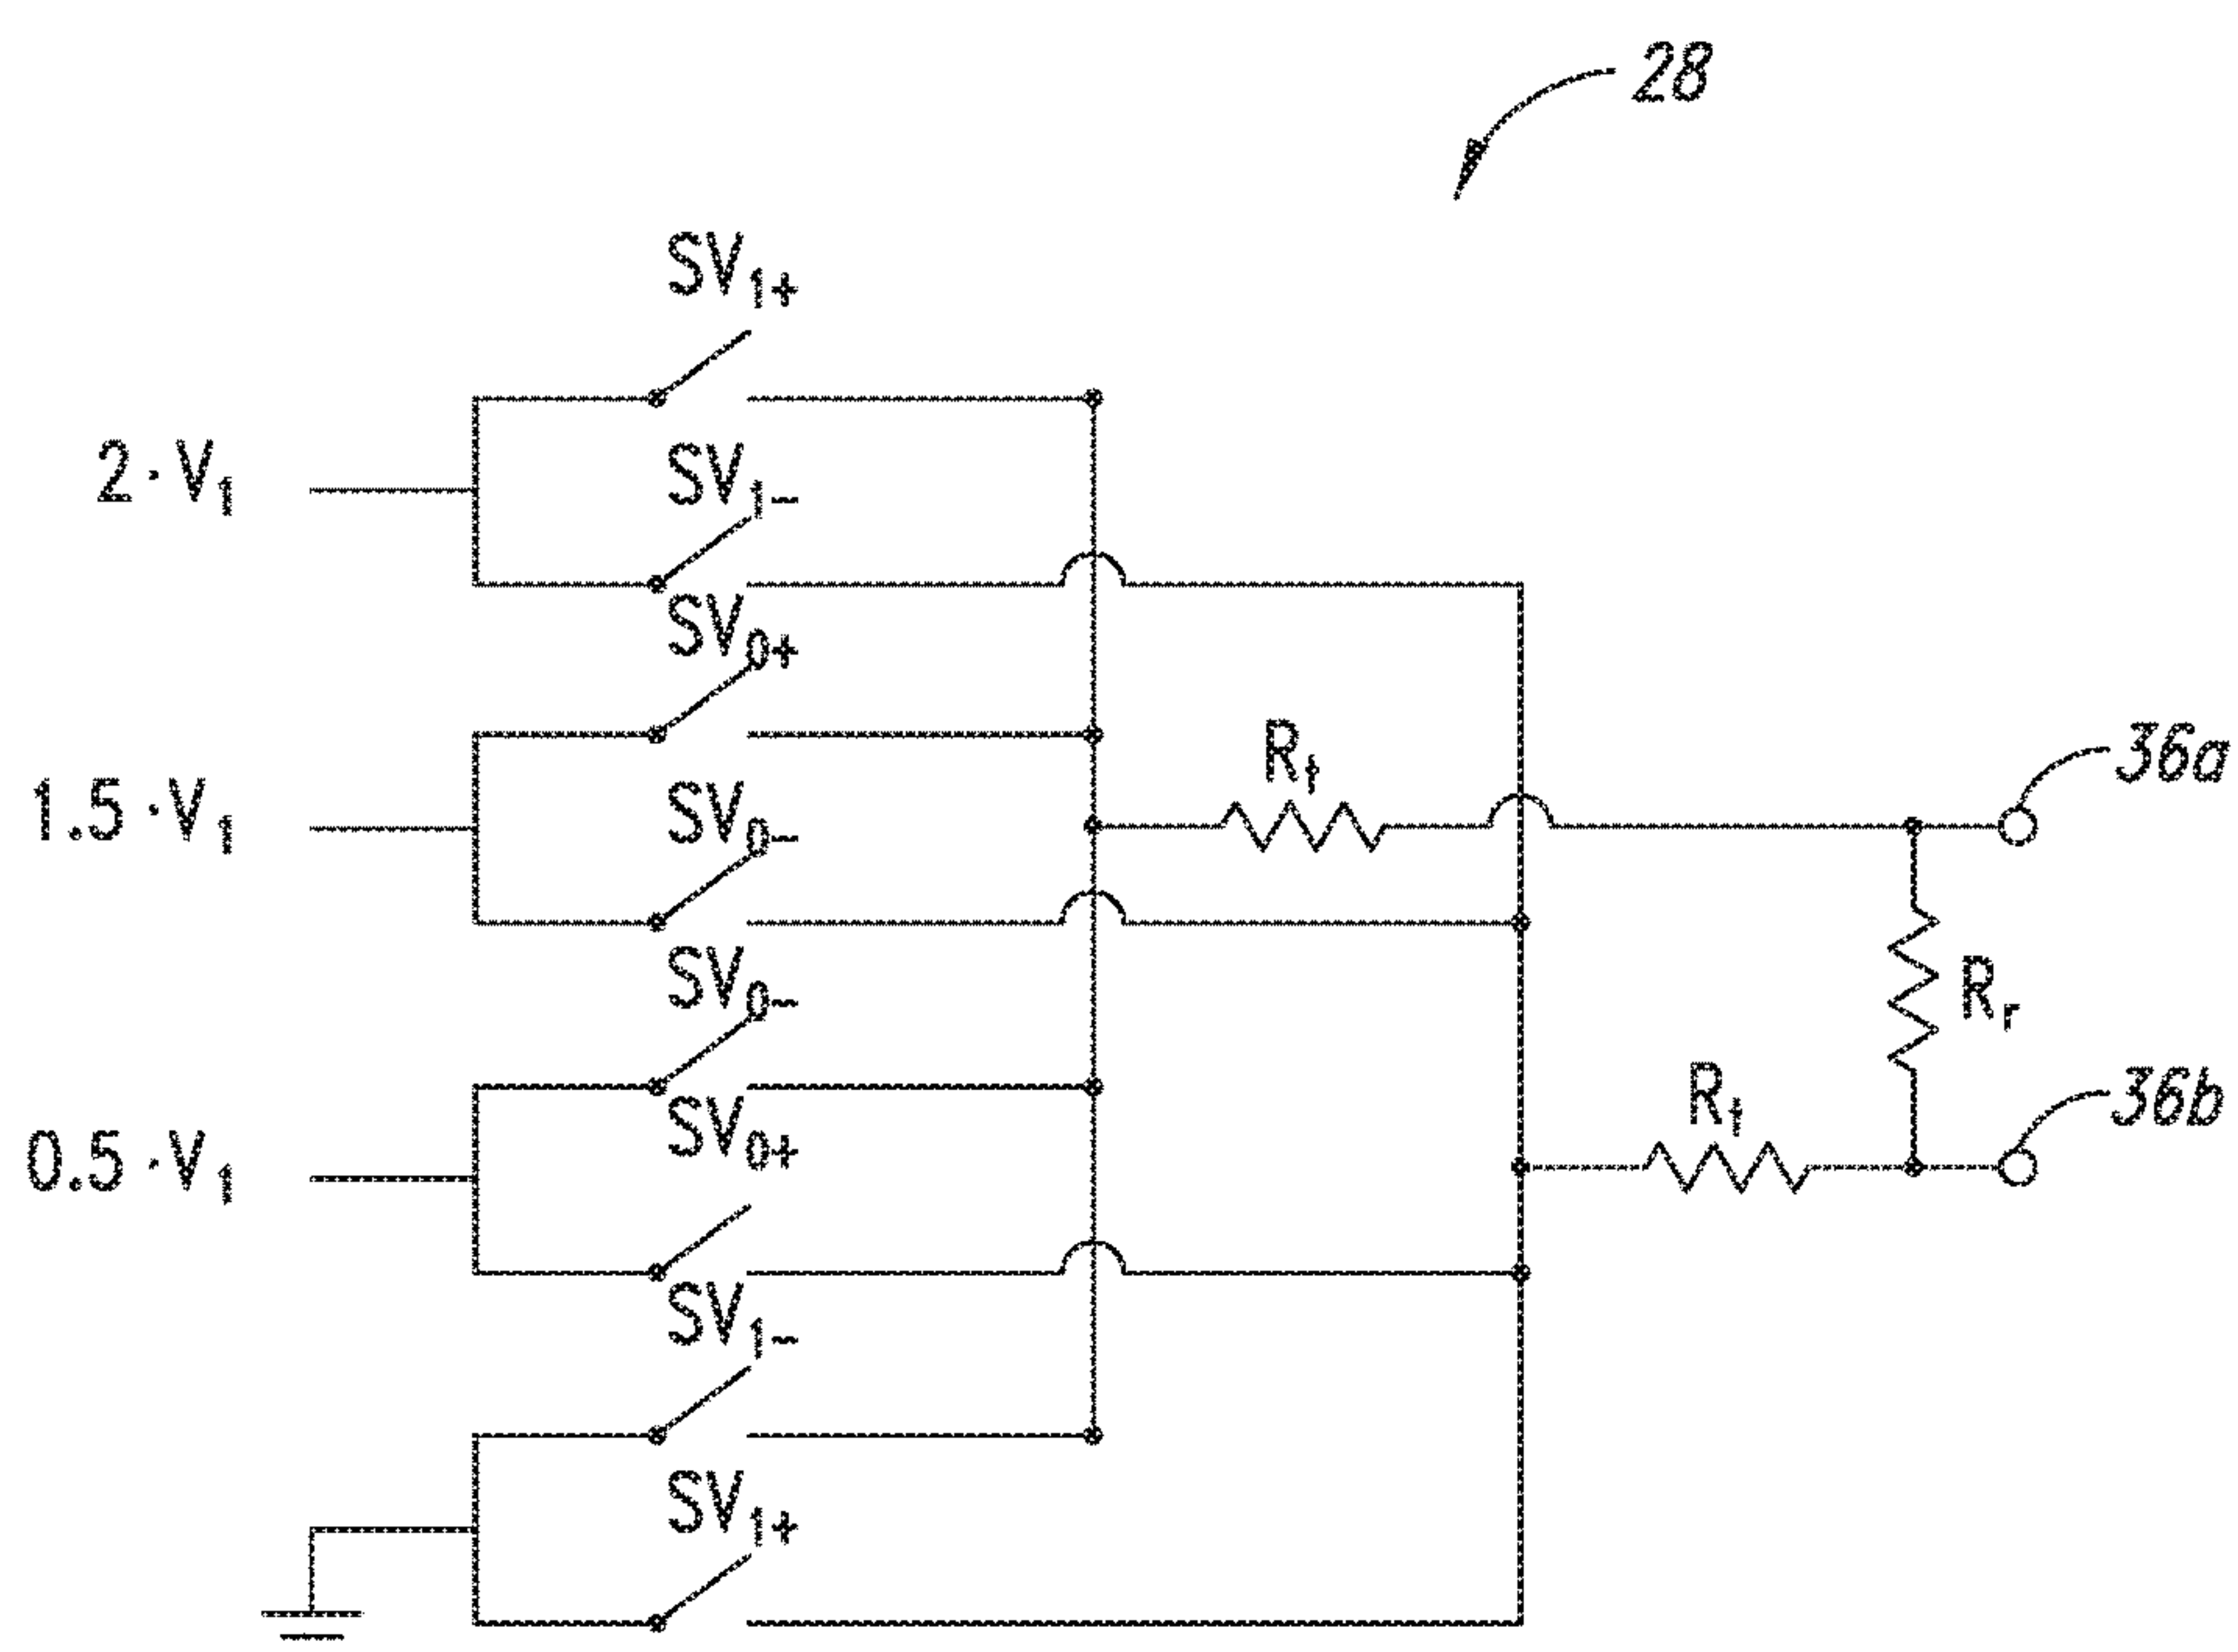 28
SV1+
2 · V1
SV1-
SV0+
1.5 · V1
SV0-
Rt
36a
SV0-
Rr
0.5 · V1
SV0+
Rt
36b
SV1-
SV1+